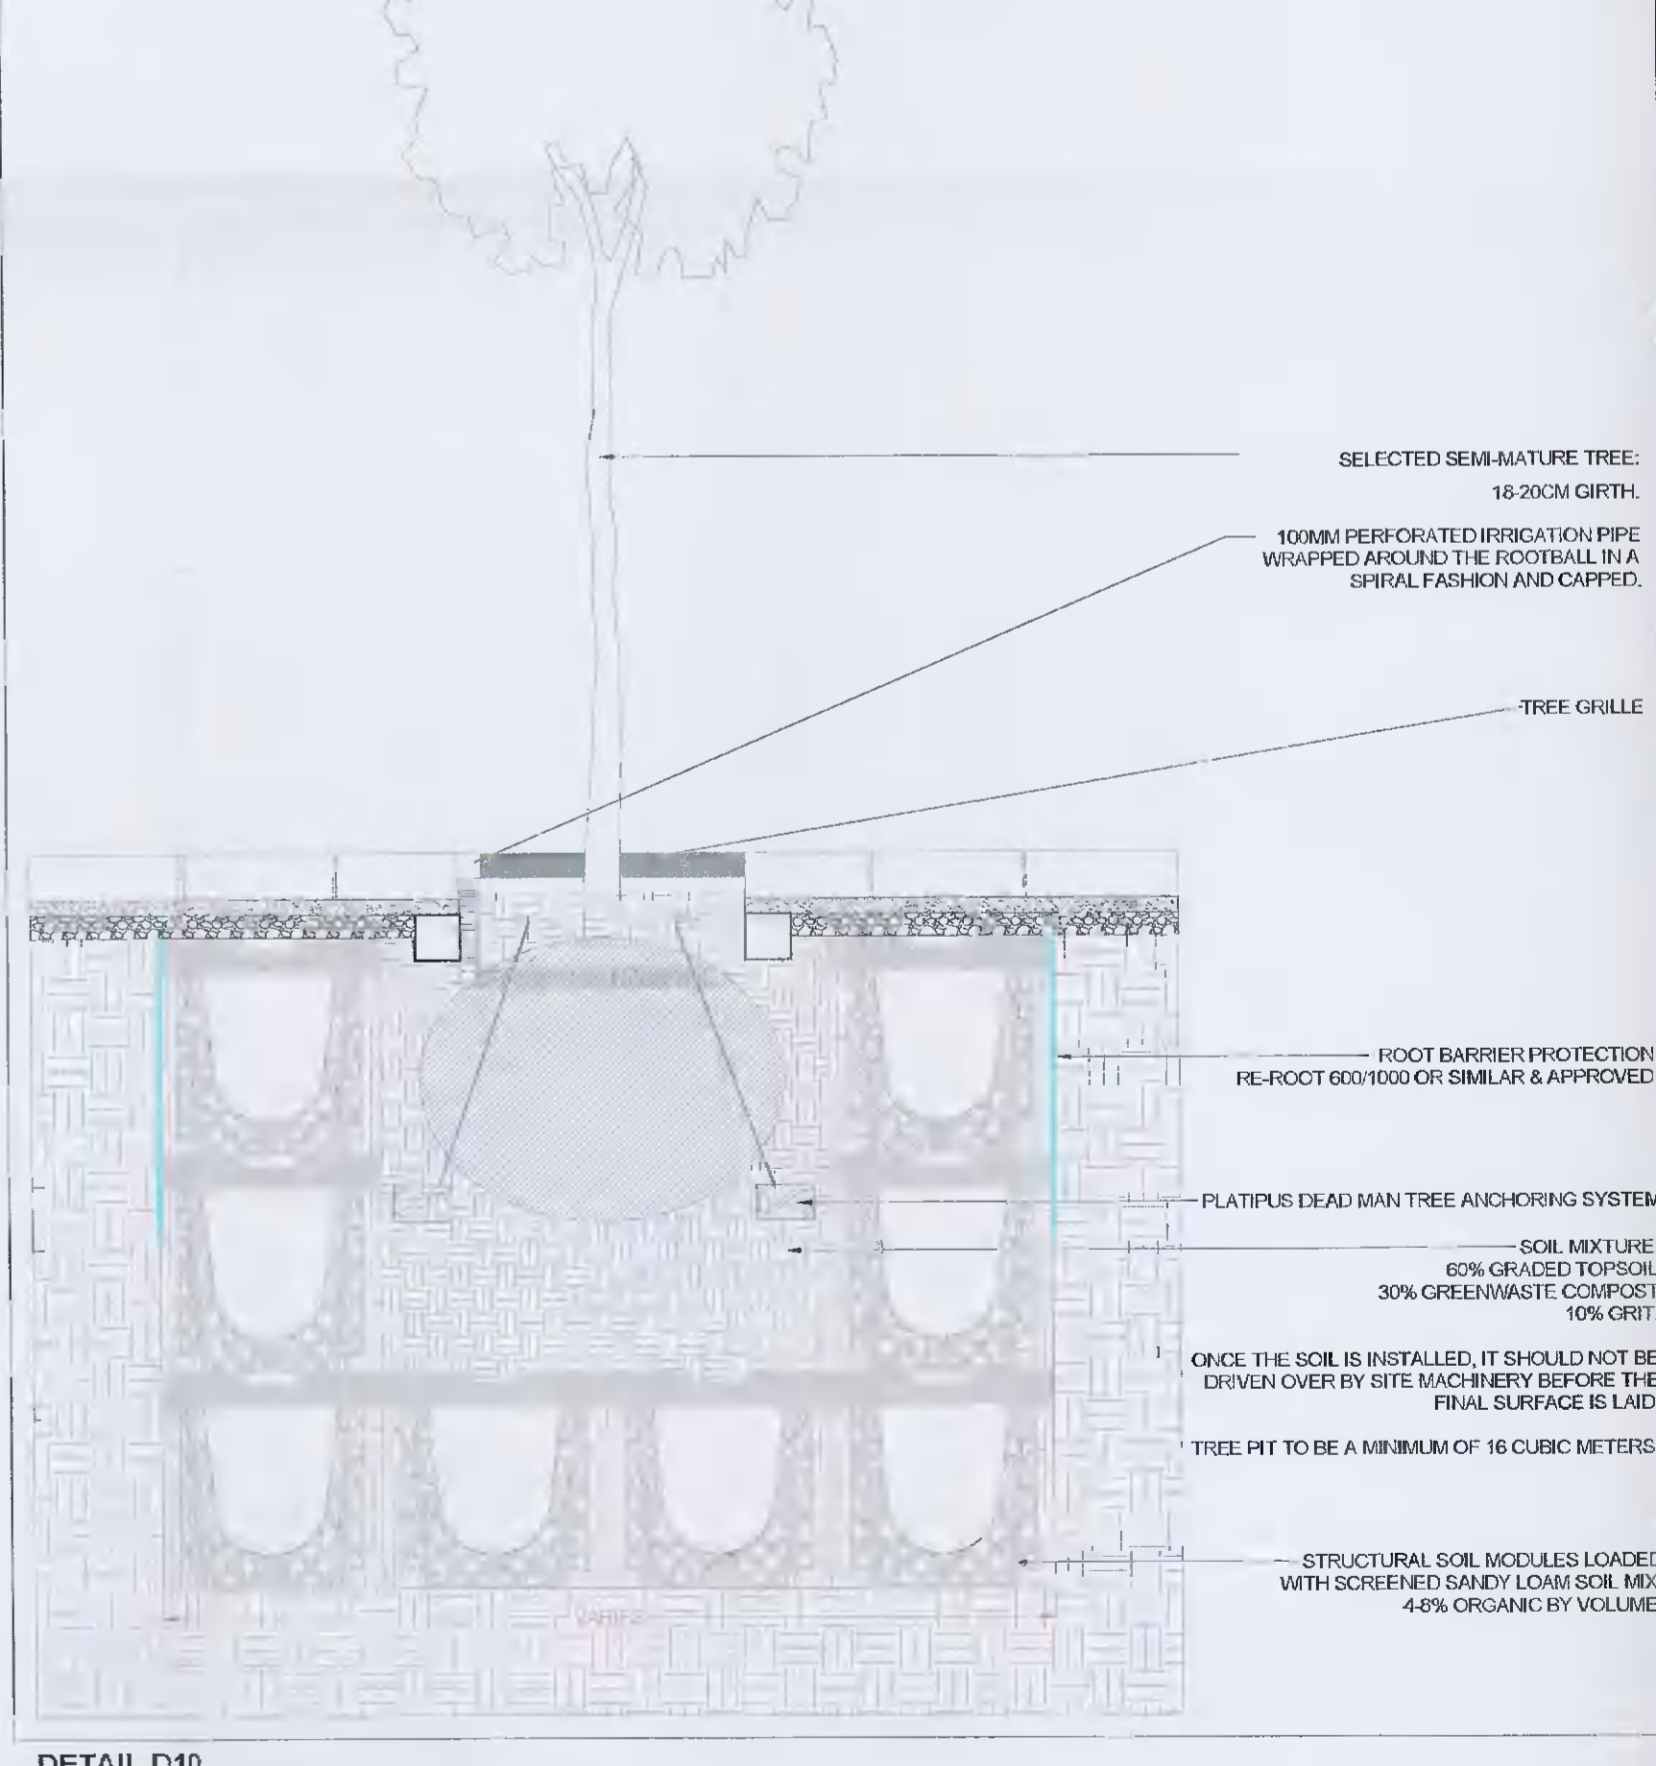 SELECTED SEMI-MATURE TREE:
18-20CM GIRTH.
100MM PERFORATED IRRIGATION PIPE
WRAPPED AROUND THE ROOTBALL IN A
SPIRAL FASHION AND CAPPED.
TREE GRILLE
ROOT BARRIER PROTECTION
RE-ROOT 600/1000 OR SIMILAR & APPROVED
PLATIPUS DEAD MAN TREE ANCHORING SYSTEM
SOIL MIXTURE
60% GRADED TOPSOIL
30% GREENWASTE COMPOST
10% GRIT.
ONCE THE SOIL IS INSTALLED, IT SHOULD NOT BE
DRIVEN OVER BY SITE MACHINERY BEFORE THE
FINAL SURFACE IS LAID
TREE PIT TO BE A MINIMUM OF 16 CUBIC METERS
STRUCTURAL SOIL MODULES LOADED
WITH SCREENED SANDY LOAM SOIL MIX
4-8% ORGANIC BY VOLUME
VARIES
DETAIL D10